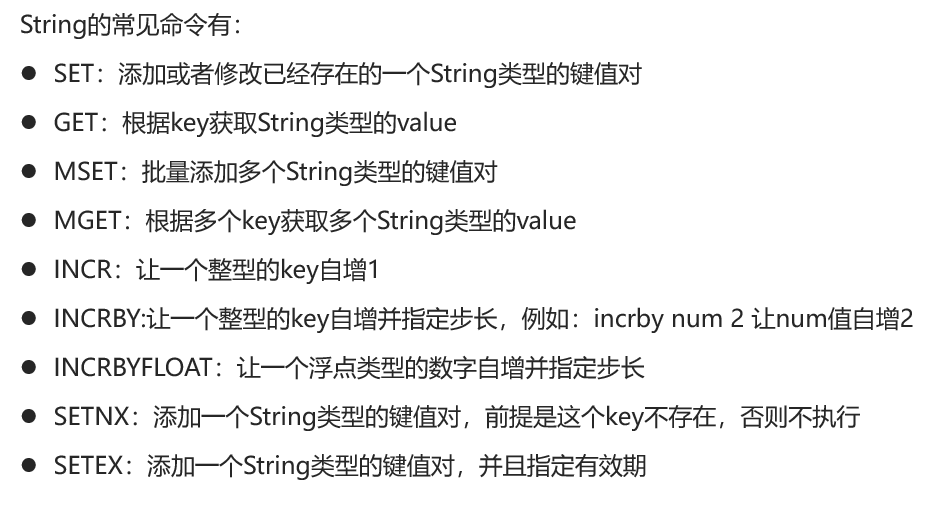 String的常见命令有：
● SET：添加或者修改已经存在的一个String类型的键值对
● GET：根据key获取String类型的value
● MSET：批量添加多个String类型的键值对
● MGET：根据多个key获取多个String类型的value
● INCR：让一个整型的key自增1
● INCRBY:让一个整型的key自增并指定步长，例如：incrby num 2 让num值自增2
● INCRBYFLOAT：让一个浮点类型的数字自增并指定步长
● SETNX：添加一个String类型的键值对，前提是这个key不存在，否则不执行
● SETEX：添加一个String类型的键值对，并且指定有效期